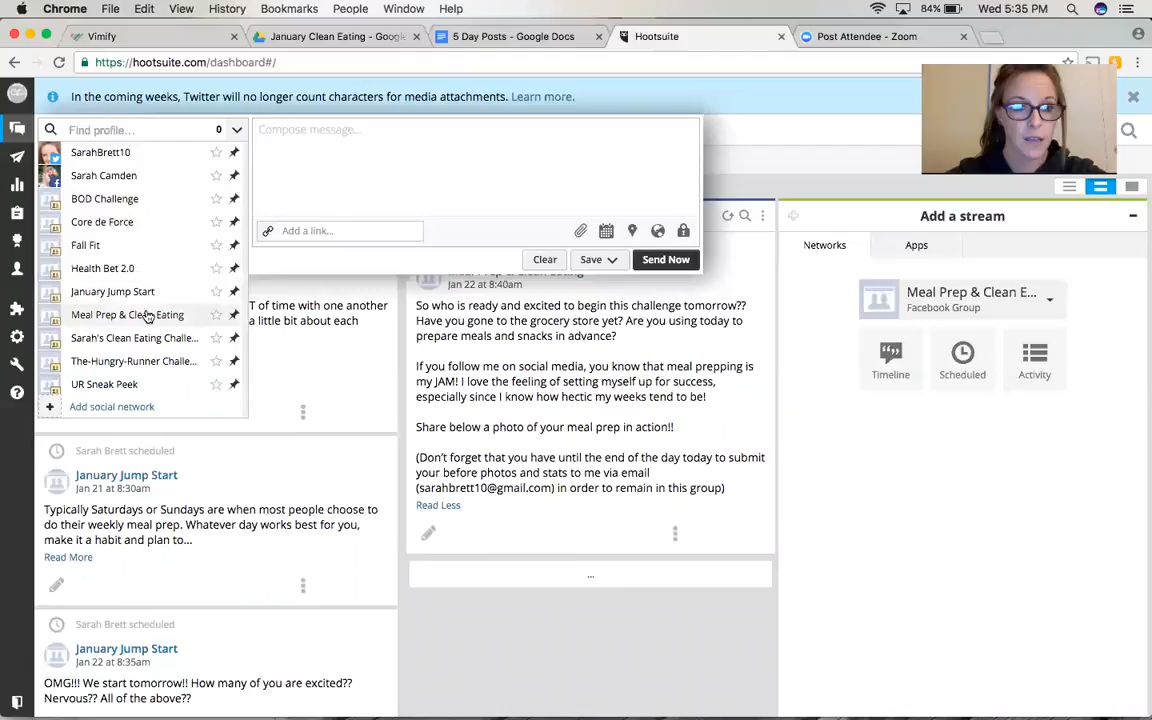 Chrome File Edit View History Bookmarks People Window Help
84% Wed 5:35 PM
Vimify
January Clean Eating - Google
5 Day Posts - Google Docs
Hootsuite
Post Attendee - Zoom
https://hootsuite.com/dashboard#/
In the coming weeks, Twitter will no longer count characters for media attachments. Learn more.
Find profile...
0
SarahBrett10
Sarah Camden
BOD Challenge
Core de Force
Fall Fit
Health Bet 2.0
January Jump Start
Meal Prep & Clean Eating
Sarah's Clean Eating Challe...
The-Hungry-Runner Challe...
UR Sneak Peek
Add social network
Compose message...
Add a link...
Clear
Save
Send Now
T of time with one another
a little bit about each
Sarah Brett scheduled
January Jump Start
Jan 21 at 8:30am
Typically Saturdays or Sundays are when most people choose to
do their weekly meal prep. Whatever day works best for you,
make it a habit and plan to...
Read More
Sarah Brett scheduled
January Jump Start
Jan 22 at 8:35am
OMG!!! We start tomorrow!! How many of you are excited??
Nervous?? All of the above??
Jan 22 at 8:40am
So who is ready and excited to begin this challenge tomorrow??
Have you gone to the grocery store yet? Are you using today to
prepare meals and snacks in advance?
If you follow me on social media, you know that meal prepping is
my JAM! I love the feeling of setting myself up for success,
especially since I know how hectic my weeks tend to be!
Share below a photo of your meal prep in action!!
(Don't forget that you have until the end of the day today to submit
your before photos and stats to me via email
(sarahbrett10@gmail.com) in order to remain in this group)
Read Less
...
Add a stream
Networks
Apps
Meal Prep & Clean E...
Facebook Group
Timeline
Scheduled
Activity